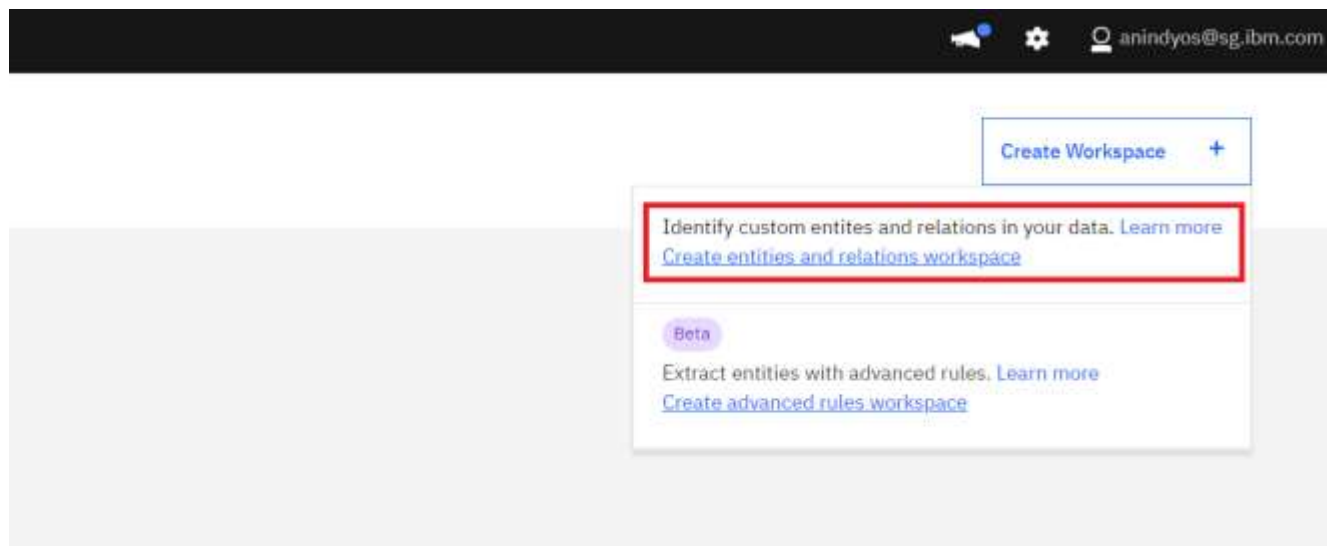 anindyos@sg.ibm.com
Create Workspace +
Identify custom entites and relations in your data. Learn more
Create entities and relations workspace
Beta
Extract entities with advanced rules. Learn more
Create advanced rules workspace